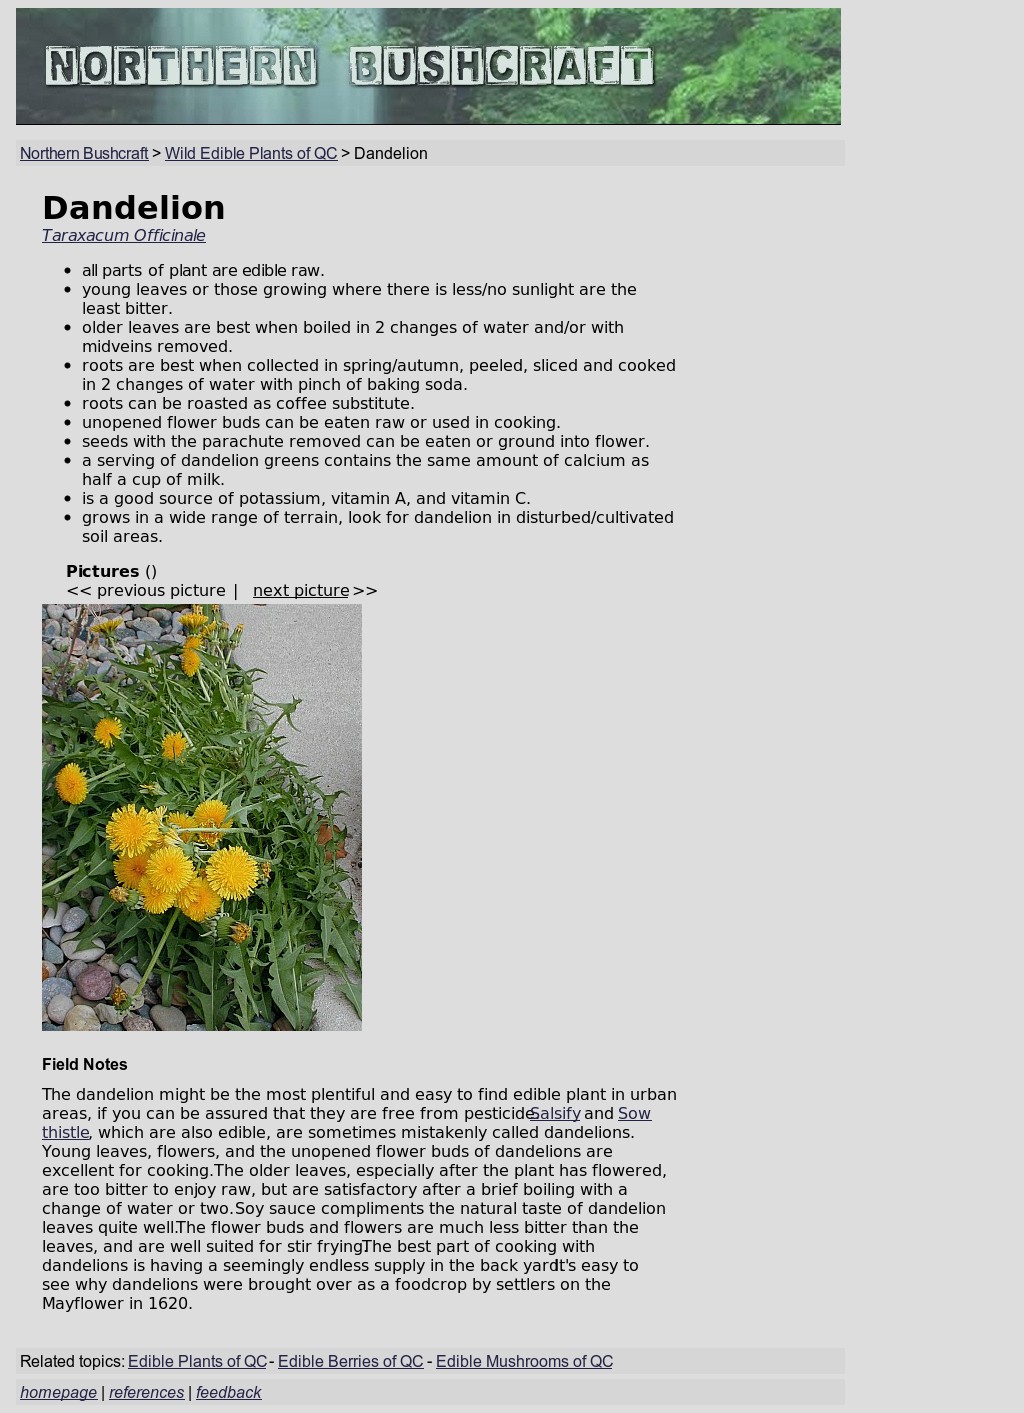 NORTHERN BUSHCRAFT
Northern Bushcraft > Wild Edible Plants of QC > Dandelion
Dandelion
Taraxacum Officinale
• all parts of plant are edible raw.
• young leaves or those growing where there is less/no sunlight are the
least bitter.
• older leaves are best when boiled in 2 changes of water and/or with
midveins removed.
• roots are best when collected in spring/autumn, peeled, sliced and cooked
in 2 changes of water with pinch of baking soda.
• roots can be roasted as coffee substitute.
• unopened flower buds can be eaten raw or used in cooking.
• seeds with the parachute removed can be eaten or ground into flower.
• a serving of dandelion greens contains the same amount of calcium as
half a cup of milk.
• is a good source of potassium, vitamin A, and vitamin C.
• grows in a wide range of terrain, look for dandelion in disturbed/cultivated
soil areas.
Pictures ()
<< previous picture | next picture >>
Field Notes
The dandelion might be the most plentiful and easy to find edible plant in urban
areas, if you can be assured that they are free from pesticide. Salsify and Sow
thistle, which are also edible, are sometimes mistakenly called dandelions.
Young leaves, flowers, and the unopened flower buds of dandelions are
excellent for cooking.The older leaves, especially after the plant has flowered,
are too bitter to enjoy raw, but are satisfactory after a brief boiling with a
change of water or two.Soy sauce compliments the natural taste of dandelion
leaves quite well.The flower buds and flowers are much less bitter than the
leaves, and are well suited for stir frying.The best part of cooking with
dandelions is having a seemingly endless supply in the back yard.It's easy to
see why dandelions were brought over as a foodcrop by settlers on the
Mayflower in 1620.
Related topics: Edible Plants of QC - Edible Berries of QC - Edible Mushrooms of QC
homepage | references | feedback